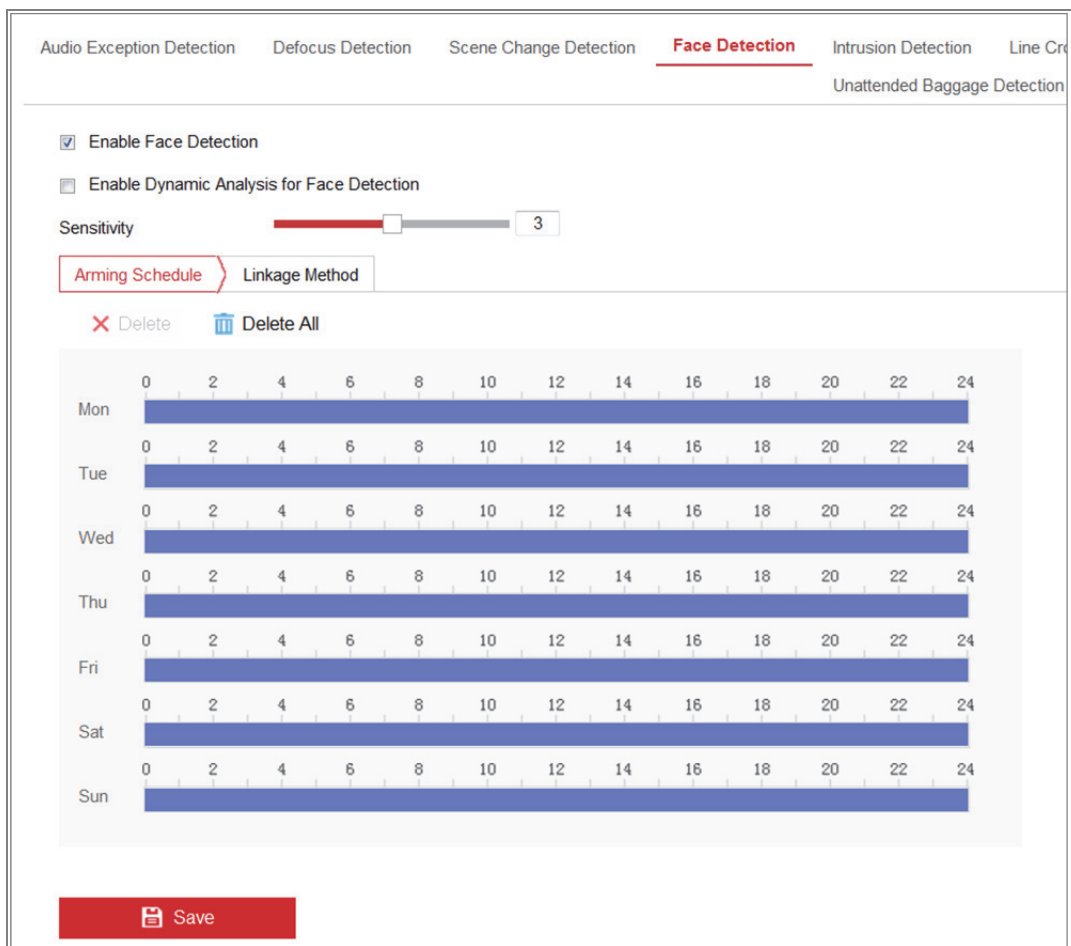 Audio Exception Detection Defocus Detection Scene Change Detection Face Detection Intrusion Detection Line Cro
Unattended Baggage Detection
Enable Face Detection
Enable Dynamic Analysis for Face Detection
Sensitivity 3
Arming Schedule Linkage Method
Delete Delete All
0 2 4 6 8 10 12 14 16 18 20 22 24
Mon
0 2 4 6 8 10 12 14 16 18 20 22 24
Tue
0 2 4 6 8 10 12 14 16 18 20 22 24
Wed
0 2 4 6 8 10 12 14 16 18 20 22 24
Thu
0 2 4 6 8 10 12 14 16 18 20 22 24
Fri
0 2 4 6 8 10 12 14 16 18 20 22 24
Sat
0 2 4 6 8 10 12 14 16 18 20 22 24
Sun
Save